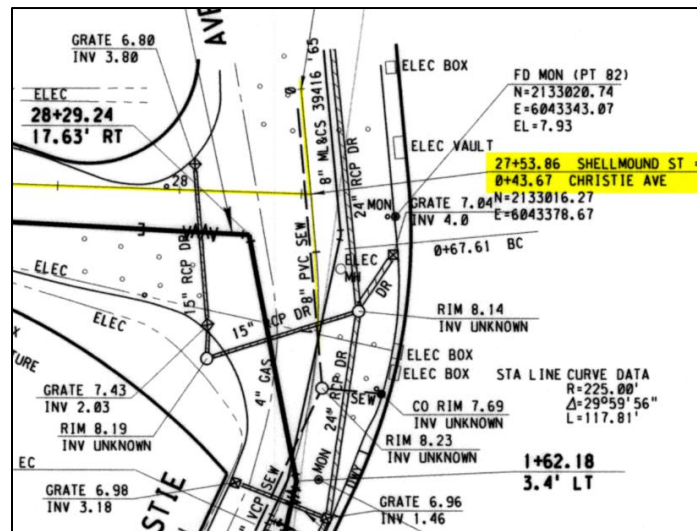 GRATE 6.80
INV 3.80
AVE
ELEC
28+29.24
17.63' RT
8" ML&CS 39416 '65
ELEC BOX
FD MON (PT 82)
N=2133020.74
E=6043343.07
EL=7.93
ELEC VAULT
27+53.86 SHELLMOUND ST =
0+43.67 CHRISTIE AVE
N=2133016.27
E=6043378.67
28
24" RCP DR
MON
GRATE 7.04
INV 4.0
0+67.61 BC
15" RCP DR
8" PVC SEW
ELEC
MH
ELEC
ELEC
DR
15" RCP DR
RIM 8.14
INV UNKNOWN
TURE
4" GAS
ELEC BOX
ELEC BOX
STA LINE CURVE DATA
R=225.00'
Δ=29°59'56"
L=117.81'
GRATE 7.43
INV 2.03
24" RCP DR
SEW
CO RIM 7.69
INV UNKNOWN
RIM 8.19
INV UNKNOWN
RIM 8.23
INV UNKNOWN
EC
MON
1+62.18
3.4' LT
GRATE 6.98
INV 3.18
STIE
" VCP SEW
DWY
GRATE 6.96
INV 1.46